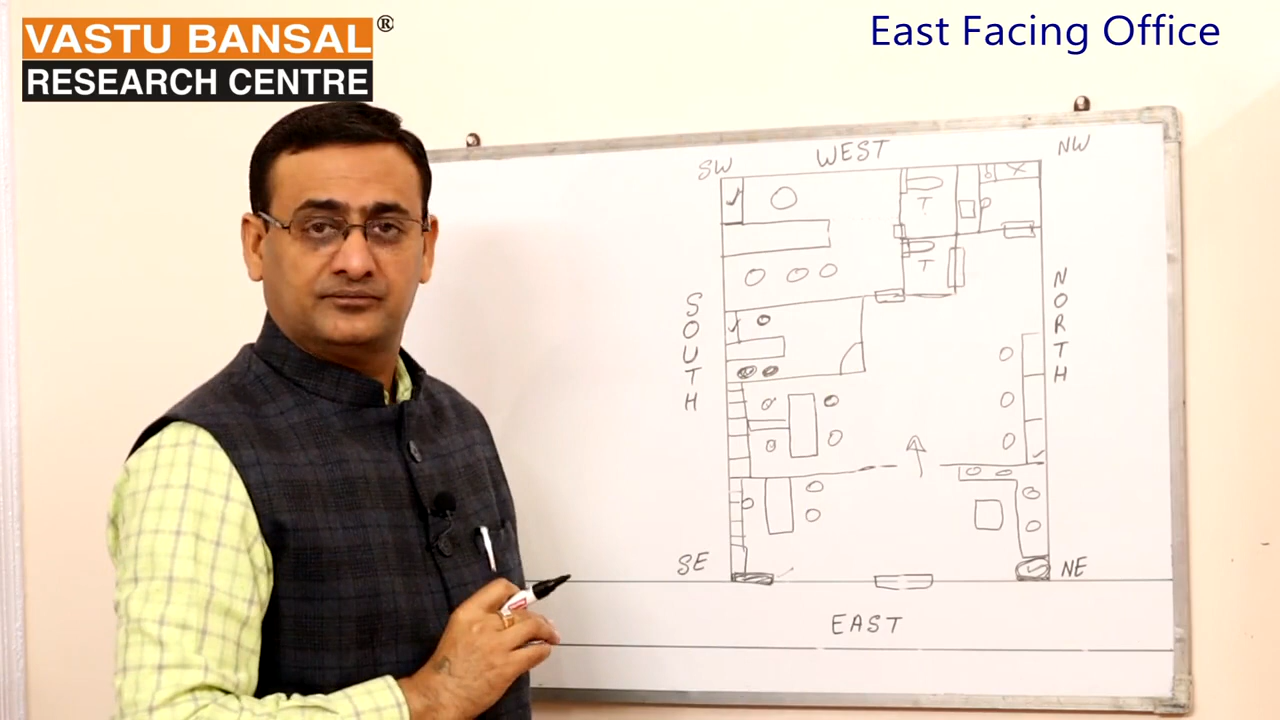 VASTU BANSAL®
RESEARCH CENTRE
East Facing Office
SW
WEST
NW
T
T
SOUTH
NORTH
SE
NE
EAST